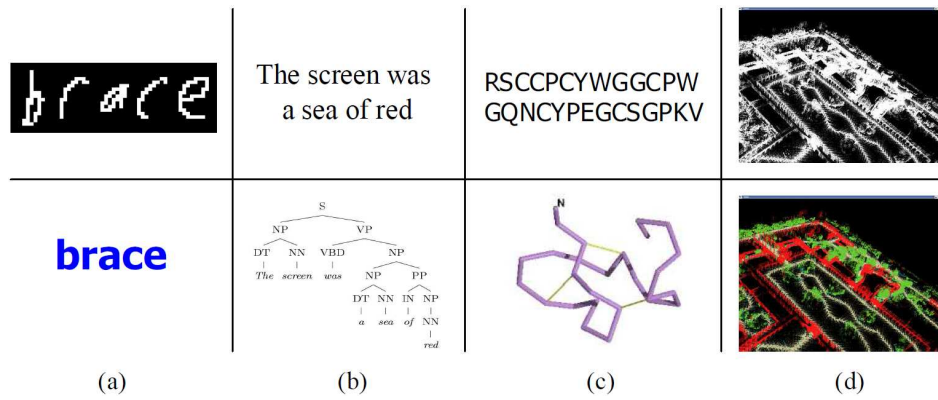 brace
The screen was
a sea of red
RSCCPCYWGGCPW
GQNCYPEGCSGPKV
brace
S
NP VP
DT NN VBD NP
The screen was NP PP
DT NN IN NP
a sea of NN
red
N
(a) (b) (c) (d)